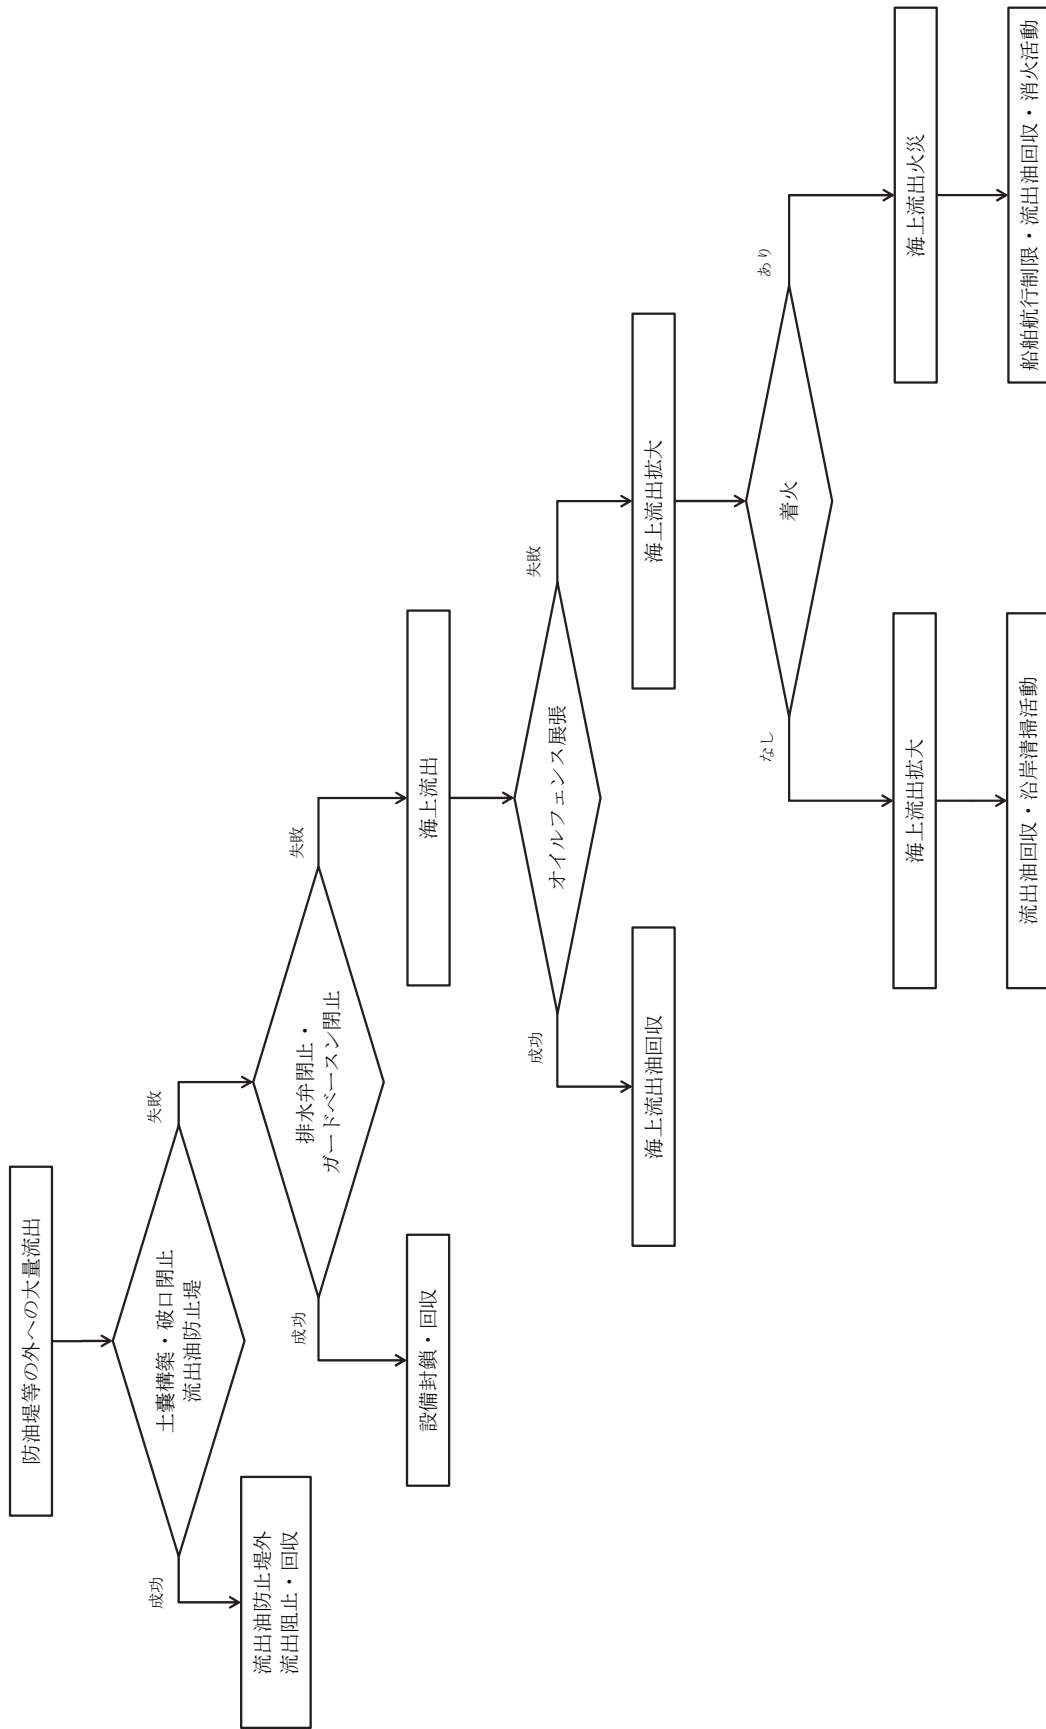 防油堤等の外への大量流出
土嚢構築・破口閉止
流出油防止堤
成功
失敗
流出油防止堤外
流出阻止・回収
排水弁閉止・
ガードベースン閉止
成功
失敗
設備封鎖・回収
海上流出
オイルフェンス展張
成功
失敗
海上流出油回収
海上流出拡大
着火
なし
あり
海上流出拡大
海上流出火災
流出油回収・沿岸清掃活動
船舶航行制限・流出油回収・消火活動